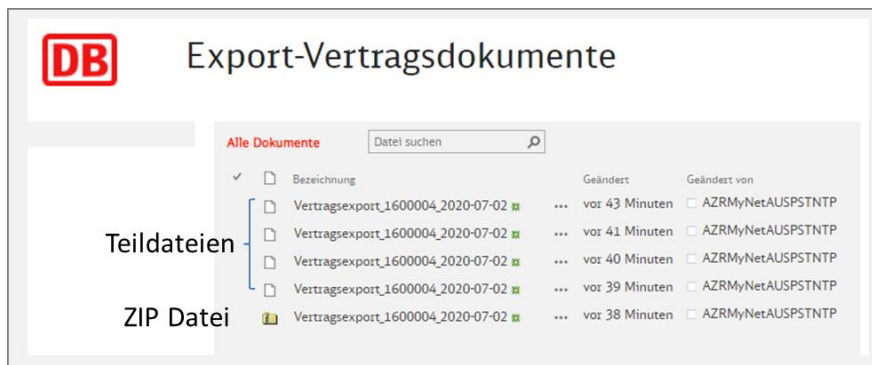 DB
Export-Vertragsdokumente
Alle Dokumente
Datei suchen
Bezeichnung Geändert Geändert von
Vertragsexport_1600004_2020-07-02 ... vor 43 Minuten AZRMyNetAUSPSTNTP
Vertragsexport_1600004_2020-07-02 ... vor 41 Minuten AZRMyNetAUSPSTNTP
Teildateien
Vertragsexport_1600004_2020-07-02 ... vor 40 Minuten AZRMyNetAUSPSTNTP
Vertragsexport_1600004_2020-07-02 ... vor 39 Minuten AZRMyNetAUSPSTNTP
ZIP Datei
Vertragsexport_1600004_2020-07-02 ... vor 38 Minuten AZRMyNetAUSPSTNTP